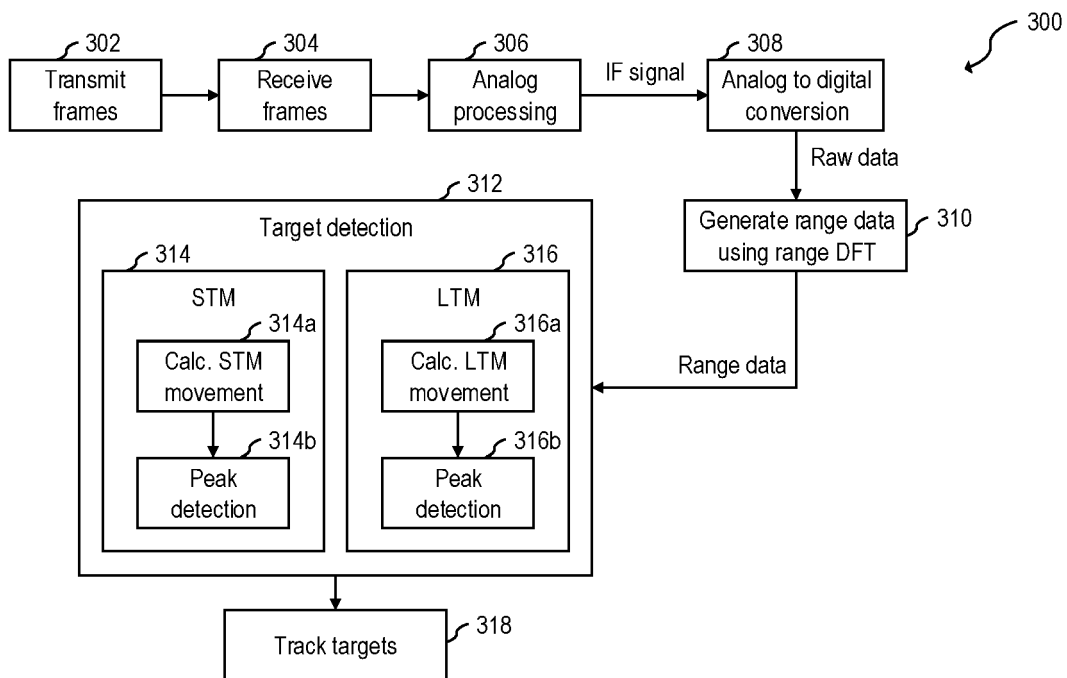 300
302
304
306
308
Transmit
frames
Receive
frames
Analog
processing
IF signal
Analog to digital
conversion
Raw data
310
Generate range data
using range DFT
Range data
312
Target detection
314
STM
314a
Calc. STM
movement
314b
Peak
detection
316
LTM
316a
Calc. LTM
movement
316b
Peak
detection
318
Track targets